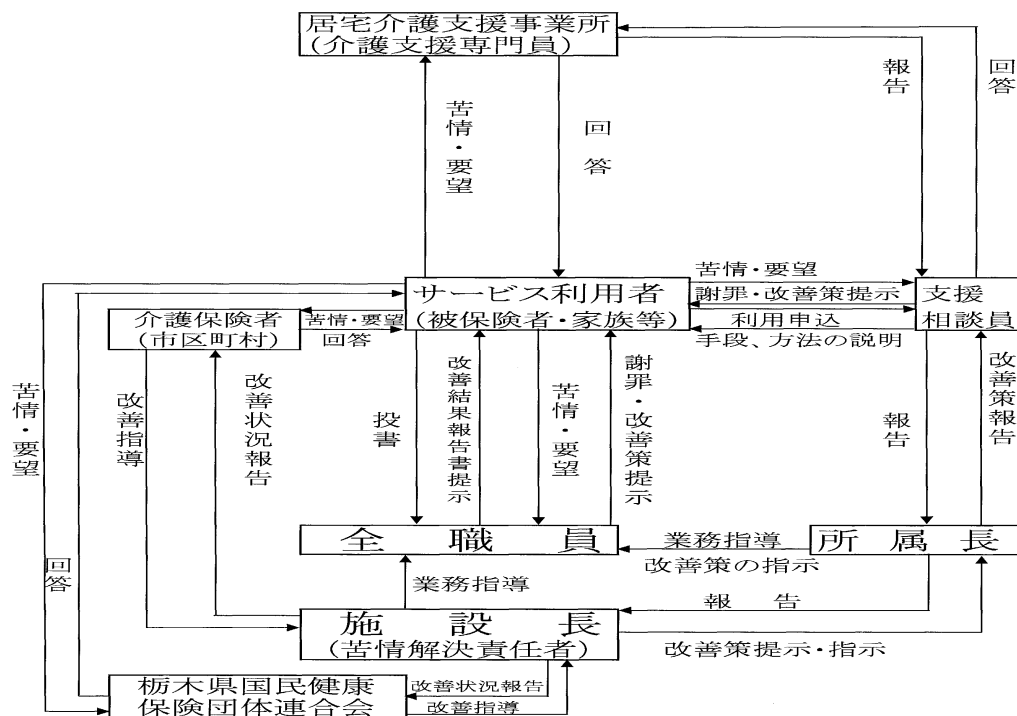 居宅介護支援事業所
(介護支援専門員)
苦情・要望
回答
報告
回答
サービス利用者
(被保険者・家族等)
苦情・要望
謝罪・改善策提示
利用申込
手段、方法の説明
支援
相談員
介護保険者
(市区町村)
苦情・要望
回答
苦情・要望
改善指導
改善状況報告
投書
改善結果報告書提示
苦情・要望
謝罪・改善策提示
報告
改善策報告
全職員
業務指導
改善策の指示
所属長
回答
業務指導
報告
施設長
(苦情解決責任者)
改善策提示・指示
栃木県国民健康
保険団体連合会
改善状況報告
改善指導